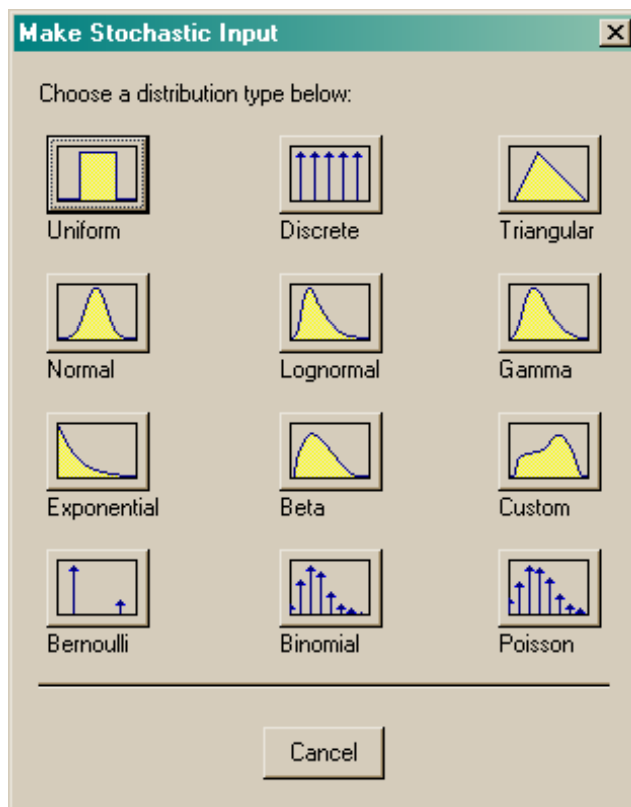 Make Stochastic Input
Choose a distribution type below:
Uniform Discrete Triangular
Normal Lognormal Gamma
Exponential Beta Custom
Bernoulli Binomial Poisson
Cancel